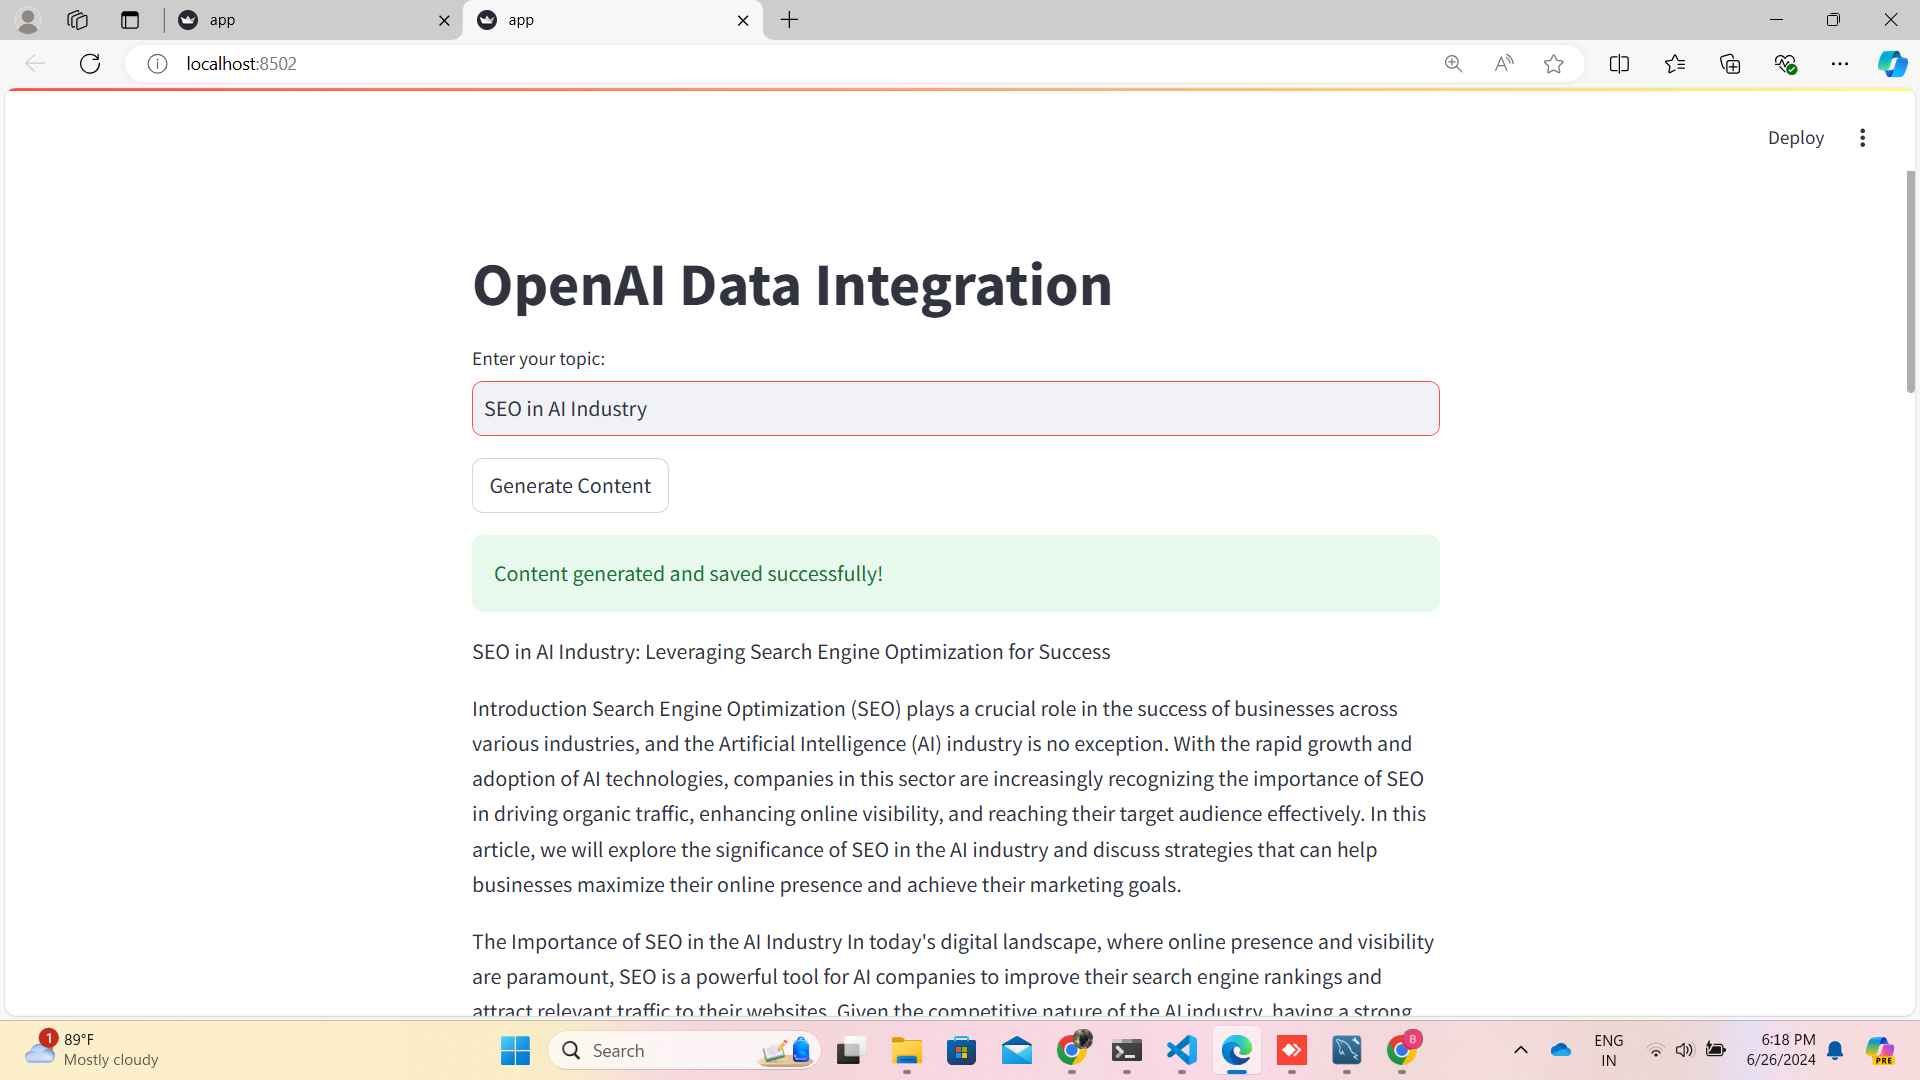 app
app
localhost:8502
Deploy
OpenAI Data Integration
Enter your topic:
SEO in AI Industry
Generate Content
Content generated and saved successfully!
SEO in AI Industry: Leveraging Search Engine Optimization for Success
Introduction Search Engine Optimization (SEO) plays a crucial role in the success of businesses across
various industries, and the Artificial Intelligence (AI) industry is no exception. With the rapid growth and
adoption of AI technologies, companies in this sector are increasingly recognizing the importance of SEO
in driving organic traffic, enhancing online visibility, and reaching their target audience effectively. In this
article, we will explore the significance of SEO in the AI industry and discuss strategies that can help
businesses maximize their online presence and achieve their marketing goals.
The Importance of SEO in the AI Industry In today's digital landscape, where online presence and visibility
are paramount, SEO is a powerful tool for AI companies to improve their search engine rankings and
attract relevant traffic to their websites. Given the competitive nature of the AI industry, having a strong
1
89°F
Mostly cloudy
Search
B
ENG
IN
6:18 PM
6/26/2024
PRE